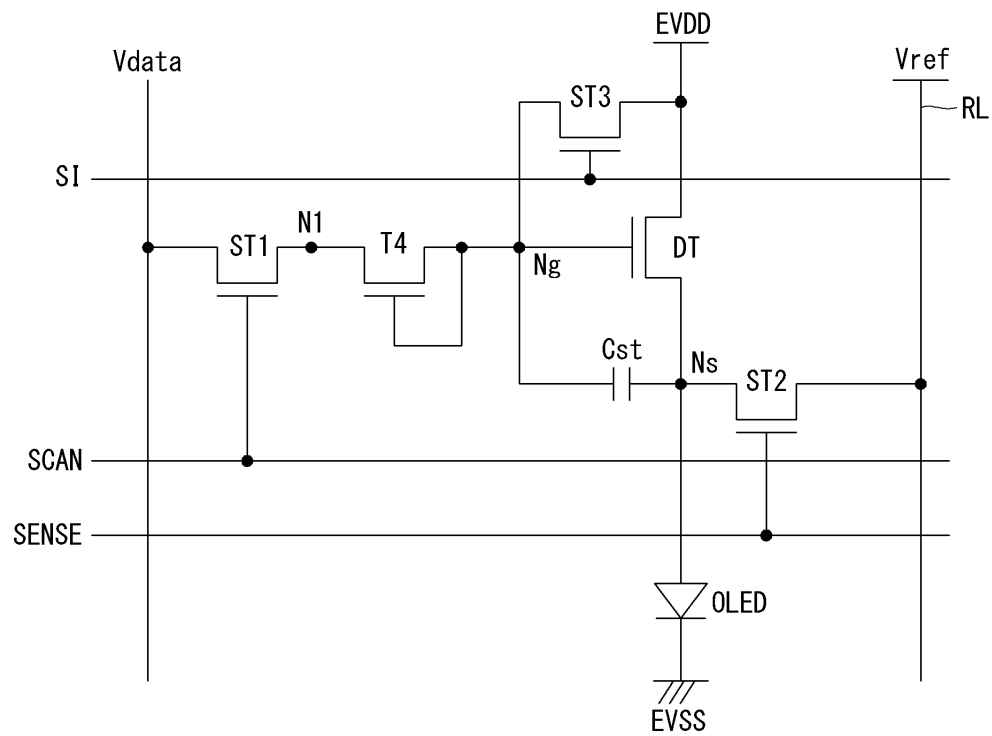 EVDD
Vdata
Vref
ST3
RL
SI
N1
ST1
T4
DT
Ng
Cst
Ns
ST2
SCAN
SENSE
OLED
EVSS